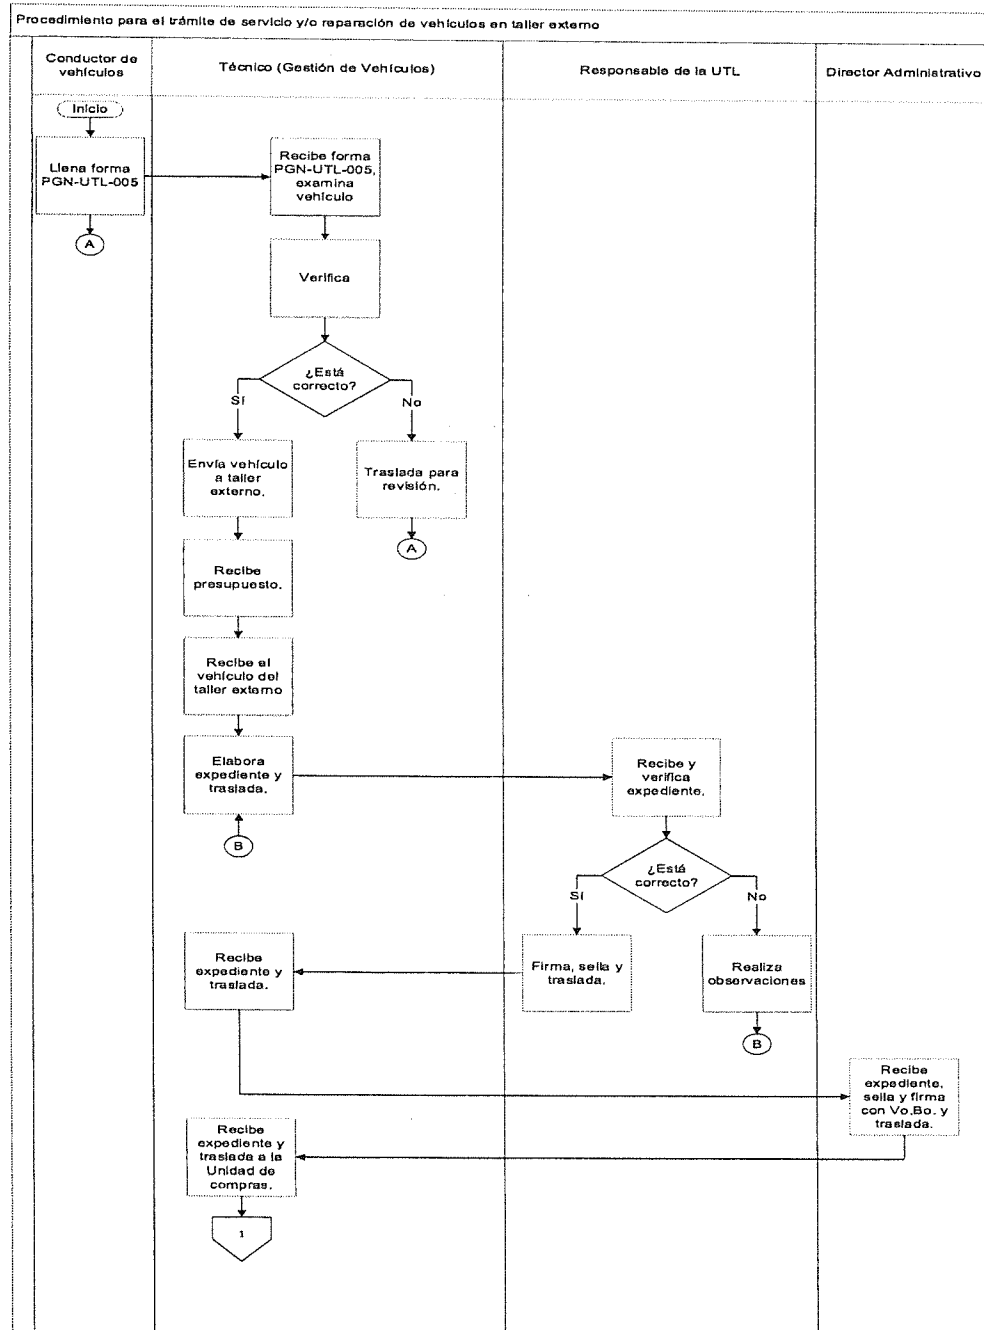 Procedimiento para el trámite de servicio y/o reparación de vehículos en taller externo
Conductor de
vehículos
Técnico (Gestión de Vehículos)
Responsable de la UTL
Director Administrativo
Inicio
Llena forma
PGN-UTL-005
A
Recibe forma
PGN-UTL-005,
examina
vehículo
Verifica
¿Está
correcto?
Sí
No
Envía vehículo
a taller
externo.
Traslada para
revisión.
A
Recibe
presupuesto.
Recibe el
vehículo del
taller externo
Elabora
expediente y
traslada.
B
Recibe y
verifica
expediente.
¿Está
correcto?
Sí
No
Recibe
expediente y
traslada.
Firma, sella y
traslada.
Realiza
observaciones
B
Recibe
expediente,
sella y firma
con Vo.Bo. y
traslada.
Recibe
expediente y
traslada a la
Unidad de
compras.
1